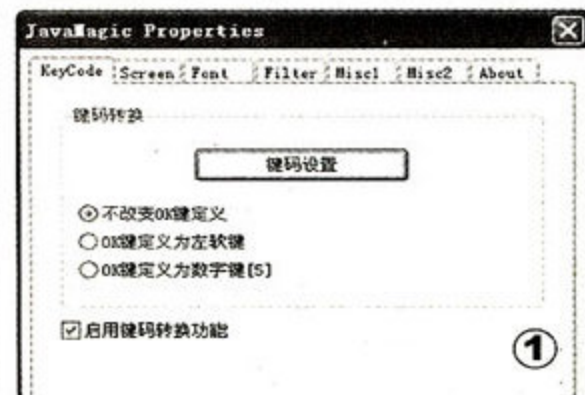 JavaMagic Properties
KeyCode Screen Font Filter Misc1 Misc2 About
键码转换
键码设置
不改变OK键定义
OK键定义为左软键
OK键定义为数字键[5]
启用键码转换功能
①